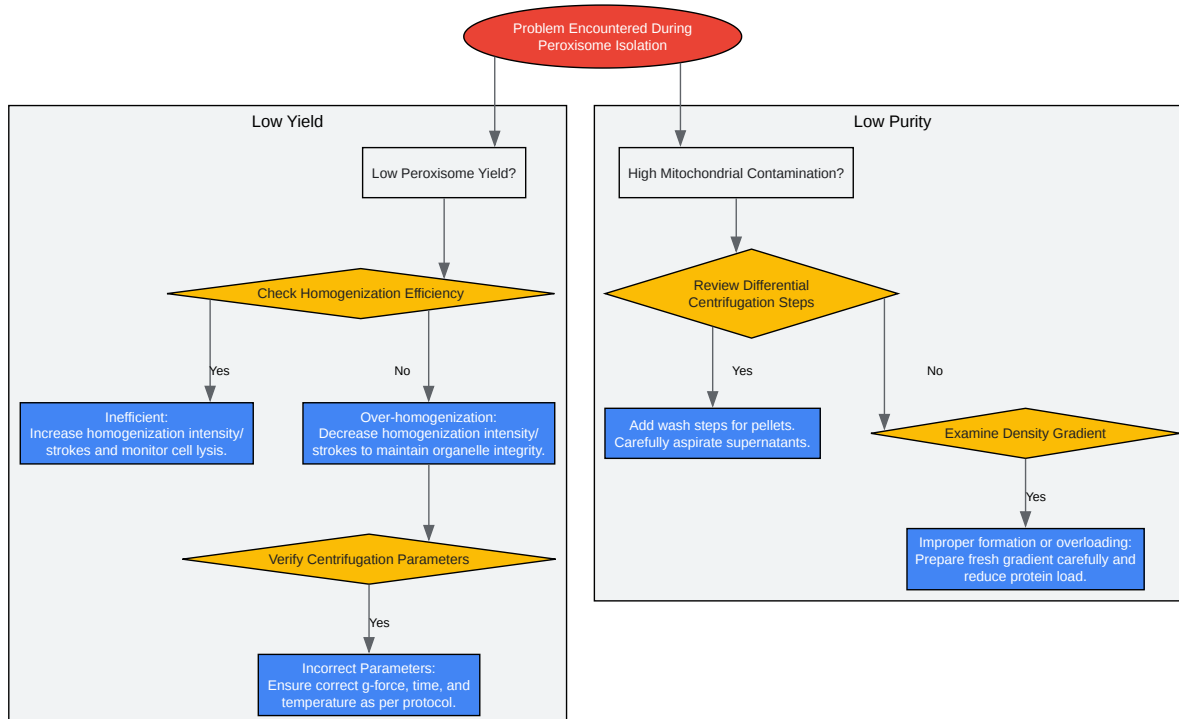 Problem Encountered During
Peroxisome Isolation
Low Yield
Low Peroxisome Yield?
Check Homogenization Efficiency
Yes
No
Inefficient:
Increase homogenization intensity/
strokes and monitor cell lysis.
Over-homogenization:
Decrease homogenization intensity/
strokes to maintain organelle integrity.
Verify Centrifugation Parameters
Yes
Incorrect Parameters:
Ensure correct g-force, time, and
temperature as per protocol.
Low Purity
High Mitochondrial Contamination?
Review Differential
Centrifugation Steps
Yes
No
Add wash steps for pellets.
Carefully aspirate supernatants.
Examine Density Gradient
Yes
Improper formation or overloading:
Prepare fresh gradient carefully and
reduce protein load.